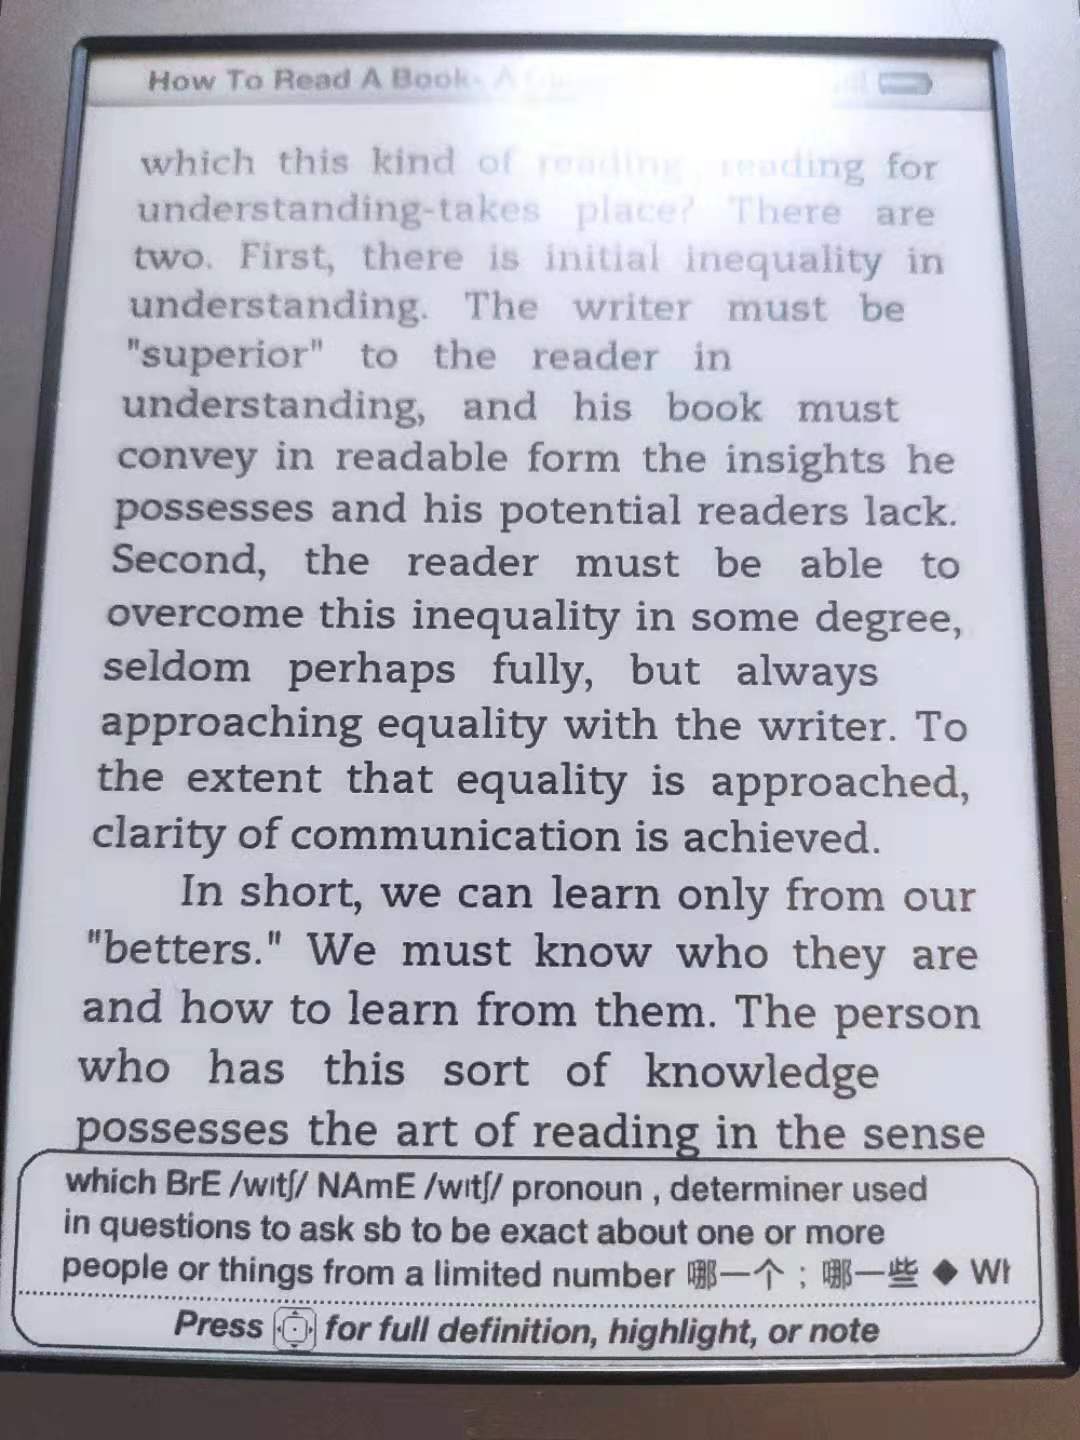 How To Read A Book- A
which this kind of reading reading for
understanding-takes place? There are
two. First, there is initial inequality in
understanding. The writer must be
"superior" to the reader in
understanding, and his book must
convey in readable form the insights he
possesses and his potential readers lack.
Second, the reader must be able to
overcome this inequality in some degree,
seldom perhaps fully, but always
approaching equality with the writer. To
the extent that equality is approached,
clarity of communication is achieved.
In short, we can learn only from our
"betters." We must know who they are
and how to learn from them. The person
who has this sort of knowledge
possesses the art of reading in the sense
which BrE /wɪtʃ/ NAmE /wɪtʃ/ pronoun , determiner used
in questions to ask sb to be exact about one or more
people or things from a limited number 哪一个；哪一些 ◆ Wh
Press for full definition, highlight, or note